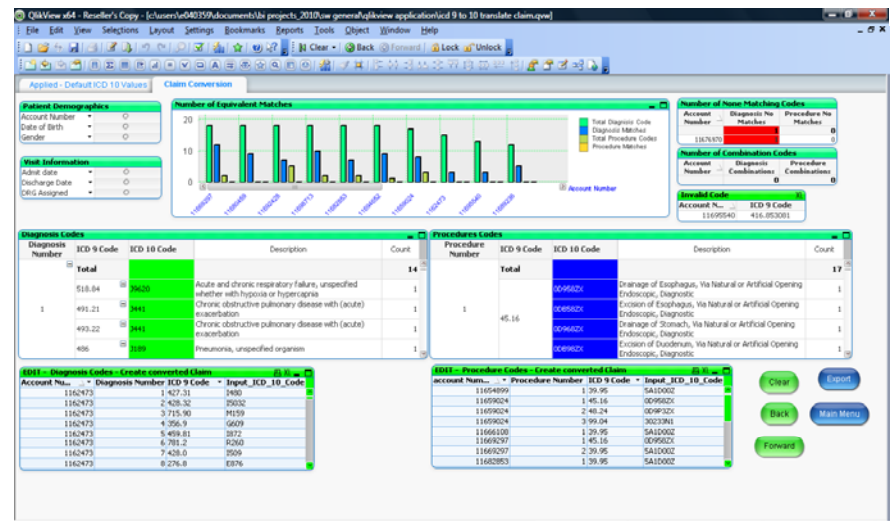 QlikView x64 - Reseller's Copy - [c:\users\e040359\documents\bi projects_2010\sw general\qlikview application\icd 9 to 10 translate claim.qvw]
File Edit View Selections Layout Settings Bookmarks Reports Tools Object Window Help
Clear Back Forward Lock Unlock
Applied - Default ICD 10 Values Claim Conversion
Patient Demographics
Account Number
Date of Birth
Gender
Visit Information
Admit date
Discharge Date
DRG Assigned
Number of Equivalent Matches
20
10
0
Total Diagnosis Code
Diagnosis Matched
Total Procedure Codes
Procedure Matches
Account Number
Number of None Matching Codes
Account Number Diagnosis No Matches Procedure No Matches
1 0
Number of Combination Codes
Account Number Diagnosis Combinations Procedure Combinations
0 0
Invalid Code
Account N... ICD 9 Code
11695540 416.853081
Diagnosis Codes
Diagnosis Number ICD 9 Code ICD 10 Code Description Count
Total 14
1
518.84 J9620 Acute and chronic respiratory failure, unspecified whether with hypoxia or hypercapnia 1
491.21 J441 Chronic obstructive pulmonary disease with (acute) exacerbation 1
493.22 J441 Chronic obstructive pulmonary disease with (acute) exacerbation 1
486 J189 Pneumonia, unspecified organism 1
Procedures Codes
Procedure Number ICD 9 Code ICD 10 Code Description Count
Total 17
1 45.16
0D958ZX Drainage of Esophagus, Via Natural or Artificial Opening Endoscopic, Diagnostic 1
0DB58ZX Excision of Esophagus, Via Natural or Artificial Opening Endoscopic, Diagnostic 1
0D968ZX Drainage of Stomach, Via Natural or Artificial Opening Endoscopic, Diagnostic 1
0DB98ZX Excision of Duodenum, Via Natural or Artificial Opening Endoscopic, Diagnostic 1
EDIT - Diagnosis Codes - Create converted Claim
Account Nu... Diagnosis Number ICD 9 Code Input_ICD_10_Code
1162473 1 427.31 I480
1162473 2 428.32 I5032
1162473 3 715.90 M159
1162473 4 356.9 G609
1162473 5 459.81 I872
1162473 6 781.2 R260
1162473 7 428.0 I509
1162473 8 276.8 E876
EDIT - Procedure Codes - Create converted Claim
account Num... Procedure Number ICD 9 Code Input_ICD_10_Code
11654899 1 39.95 5A1D00Z
11659024 1 45.16 0D958ZX
11659024 2 48.24 0D9P3ZX
11659024 3 99.04 30233N1
11666108 1 39.95 5A1D00Z
11669297 1 45.16 0D958ZX
11669297 2 39.95 5A1D00Z
11682853 1 39.95 5A1D00Z
Clear
Export
Back
Main Menu
Forward